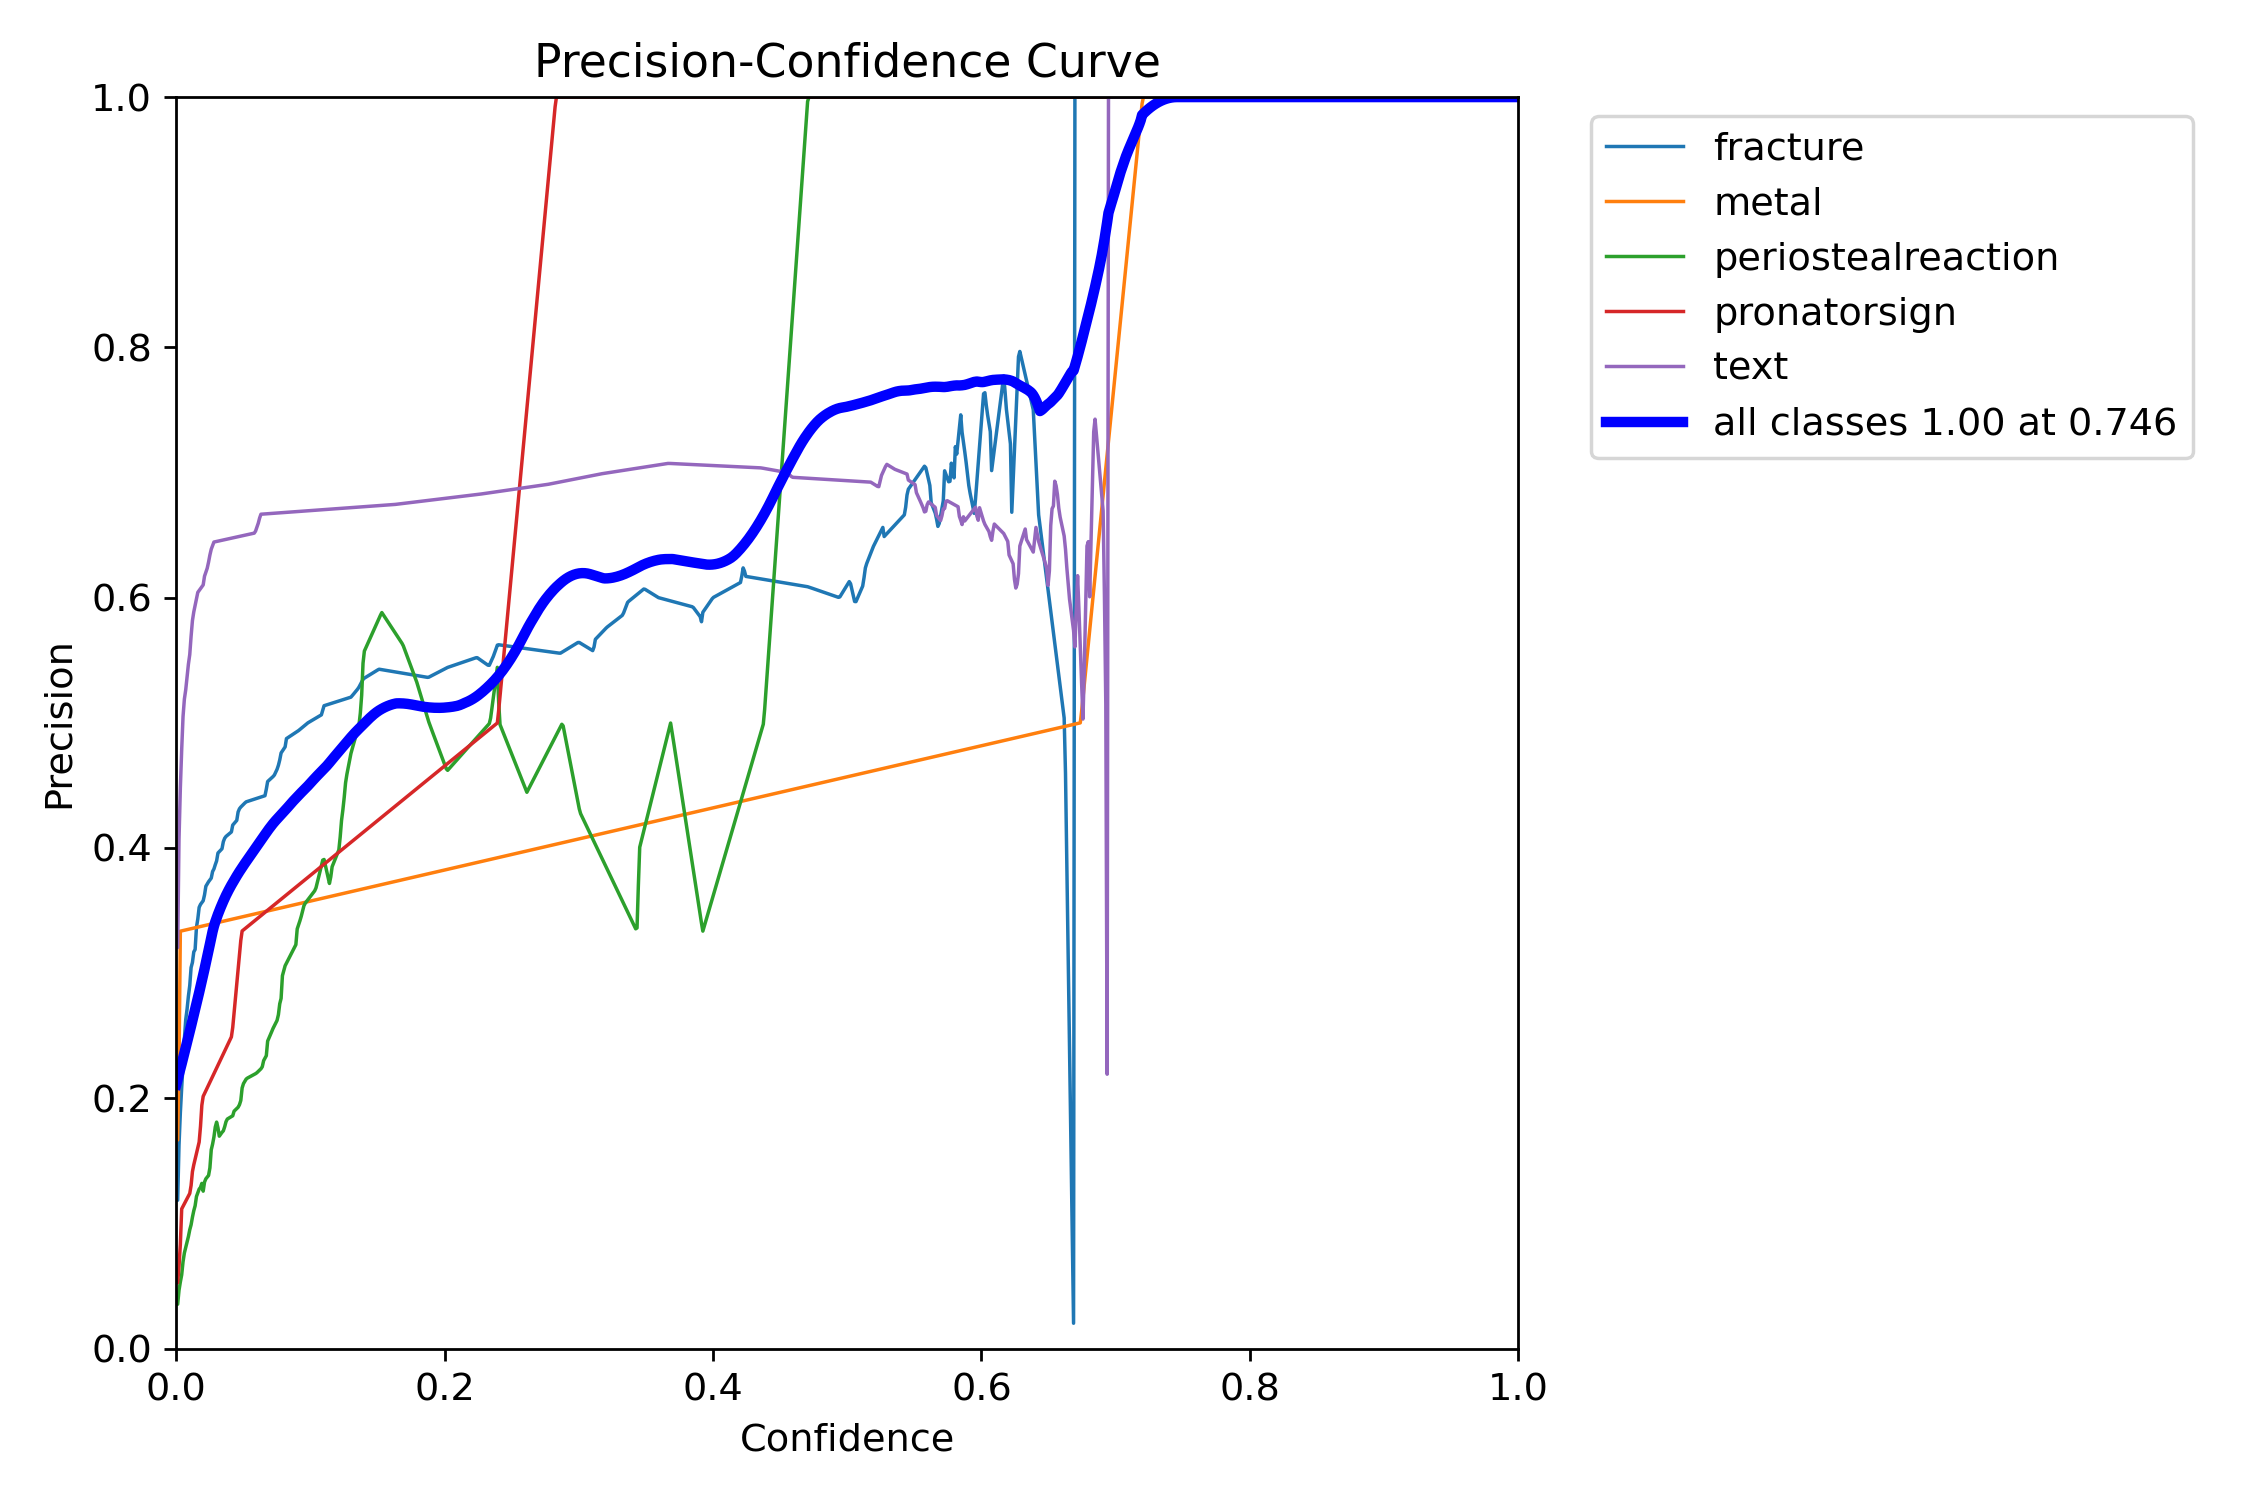 Precision-Confidence Curve
1.0
0.8
0.6
0.4
0.2
0.0
Precision
0.0 0.2 0.4 0.6 0.8 1.0
Confidence
fracture
metal
periostealreaction
pronatorsign
text
all classes 1.00 at 0.746